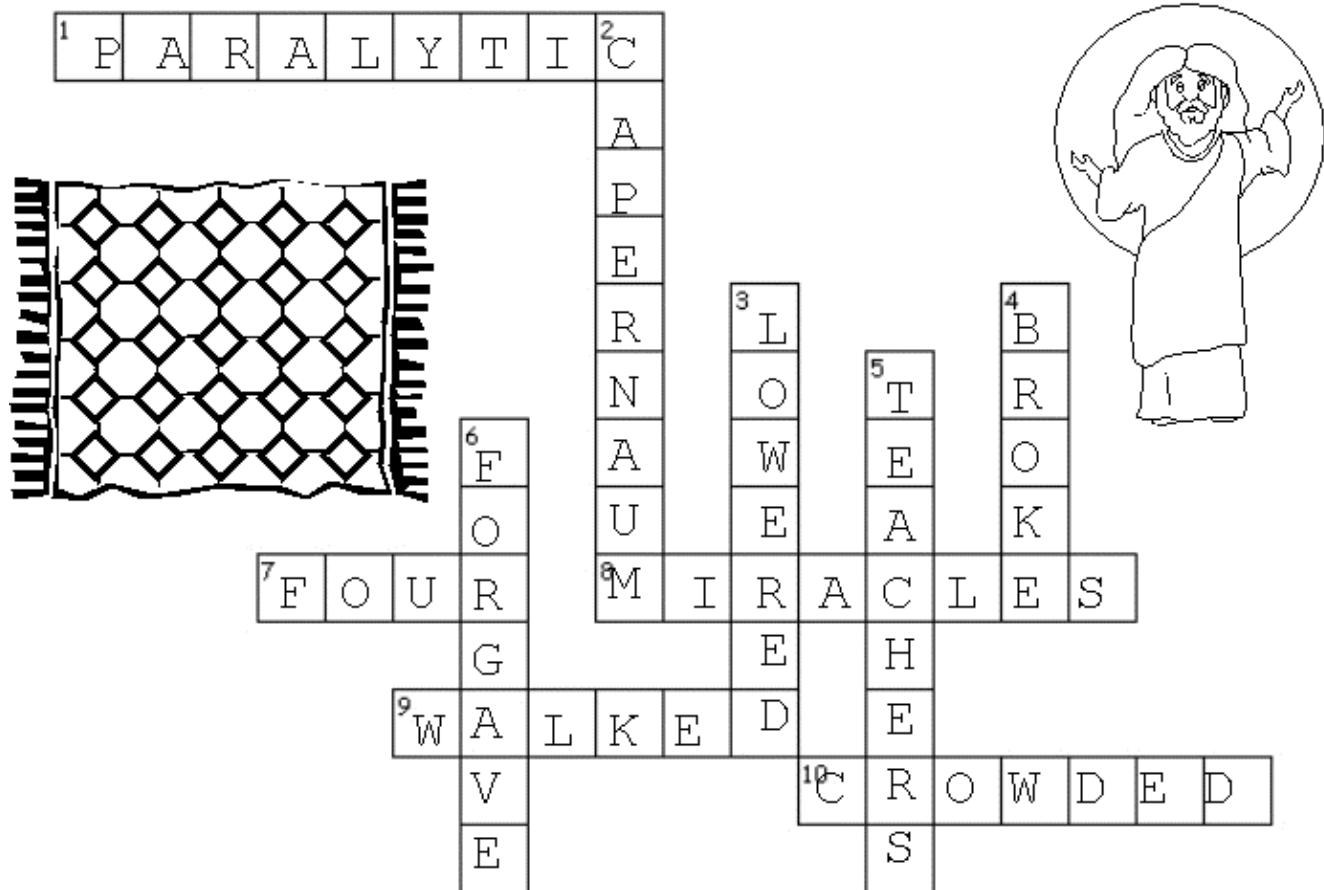 1 PARALYTIC
2 CAPERNAUM
3 LOWERED
4 BROKE
5 TEACHERS
6 FORGAVE
7 FOUR
8 MIRACLES
9 WALKED
10 CROWDED